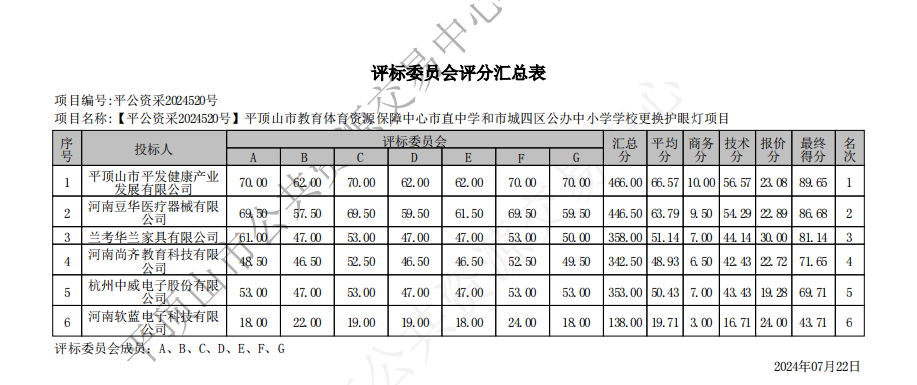 评标委员会评分汇总表
项目编号:平公资采2024520号
项目名称:【平公资采2024520号】平顶山市教育体育资源保障中心市直中学和市城四区公办中小学学校更换护眼灯项目
序号 投标人 评标委员会 汇总分 平均分 商务分 技术分 报价分 最终得分 名次
A B C D E F G
1 平顶山市平发健康产业发展有限公司 70.00 62.00 70.00 62.00 62.00 70.00 70.00 466.00 66.57 10.00 56.57 23.08 89.65 1
2 河南豆华医疗器械有限公司 69.50 57.50 69.50 59.50 61.50 69.50 59.50 446.50 63.79 9.50 54.29 22.89 86.68 2
3 兰考华兰家具有限公司 61.00 47.00 53.00 47.00 47.00 53.00 50.00 358.00 51.14 7.00 44.14 30.00 81.14 3
4 河南尚齐教育科技有限公司 48.50 46.50 52.50 46.50 46.50 52.50 49.50 342.50 48.93 6.50 42.43 22.72 71.65 4
5 杭州中威电子股份有限公司 53.00 47.00 53.00 47.00 47.00 53.00 53.00 353.00 50.43 7.00 43.43 19.28 69.71 5
6 河南软蓝电子科技有限公司 18.00 22.00 19.00 19.00 18.00 24.00 18.00 138.00 19.71 3.00 16.71 24.00 43.71 6
评标委员会成员: A、B、C、D、E、F、G
2024年07月22日
平顶山市公共资源交易中心